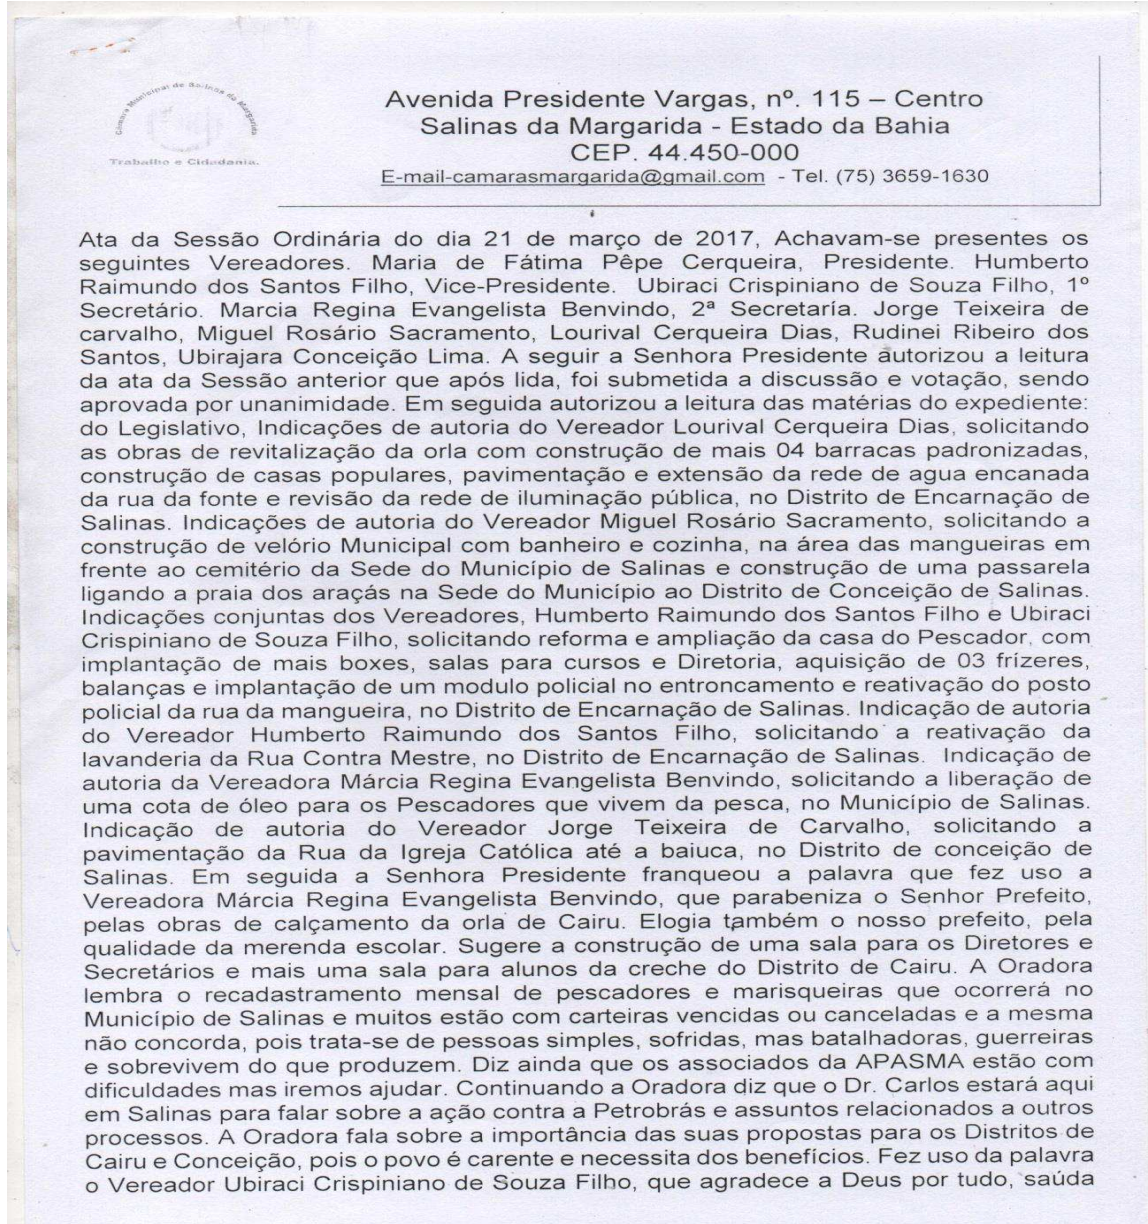 Câmara Municipal de Salinas da Margarida
Trabalho e Cidadania.
Avenida Presidente Vargas, nº. 115 – Centro
Salinas da Margarida - Estado da Bahia
CEP. 44.450-000
E-mail-camarasmargarida@gmail.com - Tel. (75) 3659-1630
Ata da Sessão Ordinária do dia 21 de março de 2017, Achavam-se presentes os
seguintes Vereadores. Maria de Fátima Pêpe Cerqueira, Presidente. Humberto
Raimundo dos Santos Filho, Vice-Presidente. Ubiraci Crispiniano de Souza Filho, 1º
Secretário. Marcia Regina Evangelista Benvindo, 2ª Secretaría. Jorge Teixeira de
carvalho, Miguel Rosário Sacramento, Lourival Cerqueira Dias, Rudinei Ribeiro dos
Santos, Ubirajara Conceição Lima. A seguir a Senhora Presidente autorizou a leitura
da ata da Sessão anterior que após lida, foi submetida a discussão e votação, sendo
aprovada por unanimidade. Em seguida autorizou a leitura das matérias do expediente:
do Legislativo, Indicações de autoria do Vereador Lourival Cerqueira Dias, solicitando
as obras de revitalização da orla com construção de mais 04 barracas padronizadas,
construção de casas populares, pavimentação e extensão da rede de agua encanada
da rua da fonte e revisão da rede de iluminação pública, no Distrito de Encarnação de
Salinas. Indicações de autoria do Vereador Miguel Rosário Sacramento, solicitando a
construção de velório Municipal com banheiro e cozinha, na área das mangueiras em
frente ao cemitério da Sede do Município de Salinas e construção de uma passarela
ligando a praia dos araçás na Sede do Município ao Distrito de Conceição de Salinas.
Indicações conjuntas dos Vereadores, Humberto Raimundo dos Santos Filho e Ubiraci
Crispiniano de Souza Filho, solicitando reforma e ampliação da casa do Pescador, com
implantação de mais boxes, salas para cursos e Diretoria, aquisição de 03 frízeres,
balanças e implantação de um modulo policial no entroncamento e reativação do posto
policial da rua da mangueira, no Distrito de Encarnação de Salinas. Indicação de autoria
do Vereador Humberto Raimundo dos Santos Filho, solicitando a reativação da
lavanderia da Rua Contra Mestre, no Distrito de Encarnação de Salinas. Indicação de
autoria da Vereadora Márcia Regina Evangelista Benvindo, solicitando a liberação de
uma cota de óleo para os Pescadores que vivem da pesca, no Município de Salinas.
Indicação de autoria do Vereador Jorge Teixeira de Carvalho, solicitando a
pavimentação da Rua da Igreja Católica até a baiuca, no Distrito de conceição de
Salinas. Em seguida a Senhora Presidente franqueou a palavra que fez uso a
Vereadora Márcia Regina Evangelista Benvindo, que parabeniza o Senhor Prefeito,
pelas obras de calçamento da orla de Cairu. Elogia também o nosso prefeito, pela
qualidade da merenda escolar. Sugere a construção de uma sala para os Diretores e
Secretários e mais uma sala para alunos da creche do Distrito de Cairu. A Oradora
lembra o recadastramento mensal de pescadores e marisqueiras que ocorrerá no
Município de Salinas e muitos estão com carteiras vencidas ou canceladas e a mesma
não concorda, pois trata-se de pessoas simples, sofridas, mas batalhadoras, guerreiras
e sobrevivem do que produzem. Diz ainda que os associados da APASMA estão com
dificuldades mas iremos ajudar. Continuando a Oradora diz que o Dr. Carlos estará aqui
em Salinas para falar sobre a ação contra a Petrobrás e assuntos relacionados a outros
processos. A Oradora fala sobre a importância das suas propostas para os Distritos de
Cairu e Conceição, pois o povo é carente e necessita dos benefícios. Fez uso da palavra
o Vereador Ubiraci Crispiniano de Souza Filho, que agradece a Deus por tudo, saúda